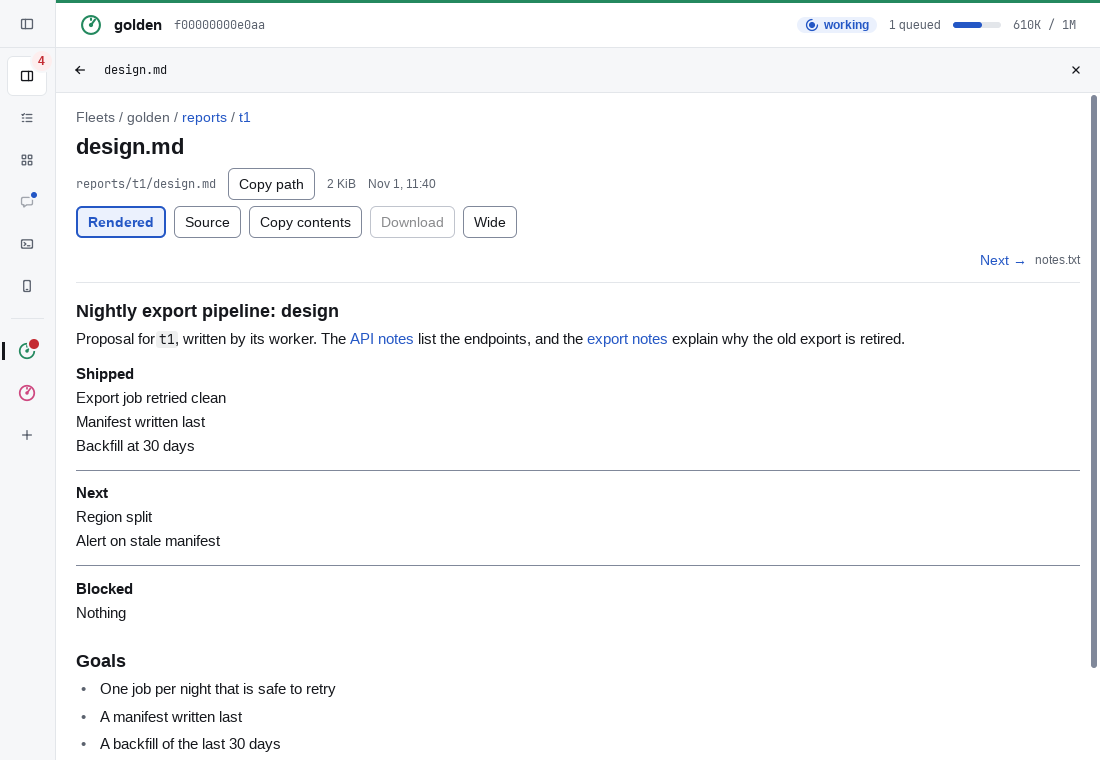 golden f00000000e0aa working 1 queued 610K / 1M
4
design.md
Fleets / golden / reports / t1
design.md
reports/t1/design.md Copy path 2 KiB Nov 1, 11:40
Rendered Source Copy contents Download Wide
Next → notes.txt
Nightly export pipeline: design
Proposal for t1, written by its worker. The API notes list the endpoints, and the export notes explain why the old export is retired.
Shipped
Export job retried clean
Manifest written last
Backfill at 30 days
Next
Region split
Alert on stale manifest
Blocked
Nothing
Goals
• One job per night that is safe to retry
• A manifest written last
• A backfill of the last 30 days